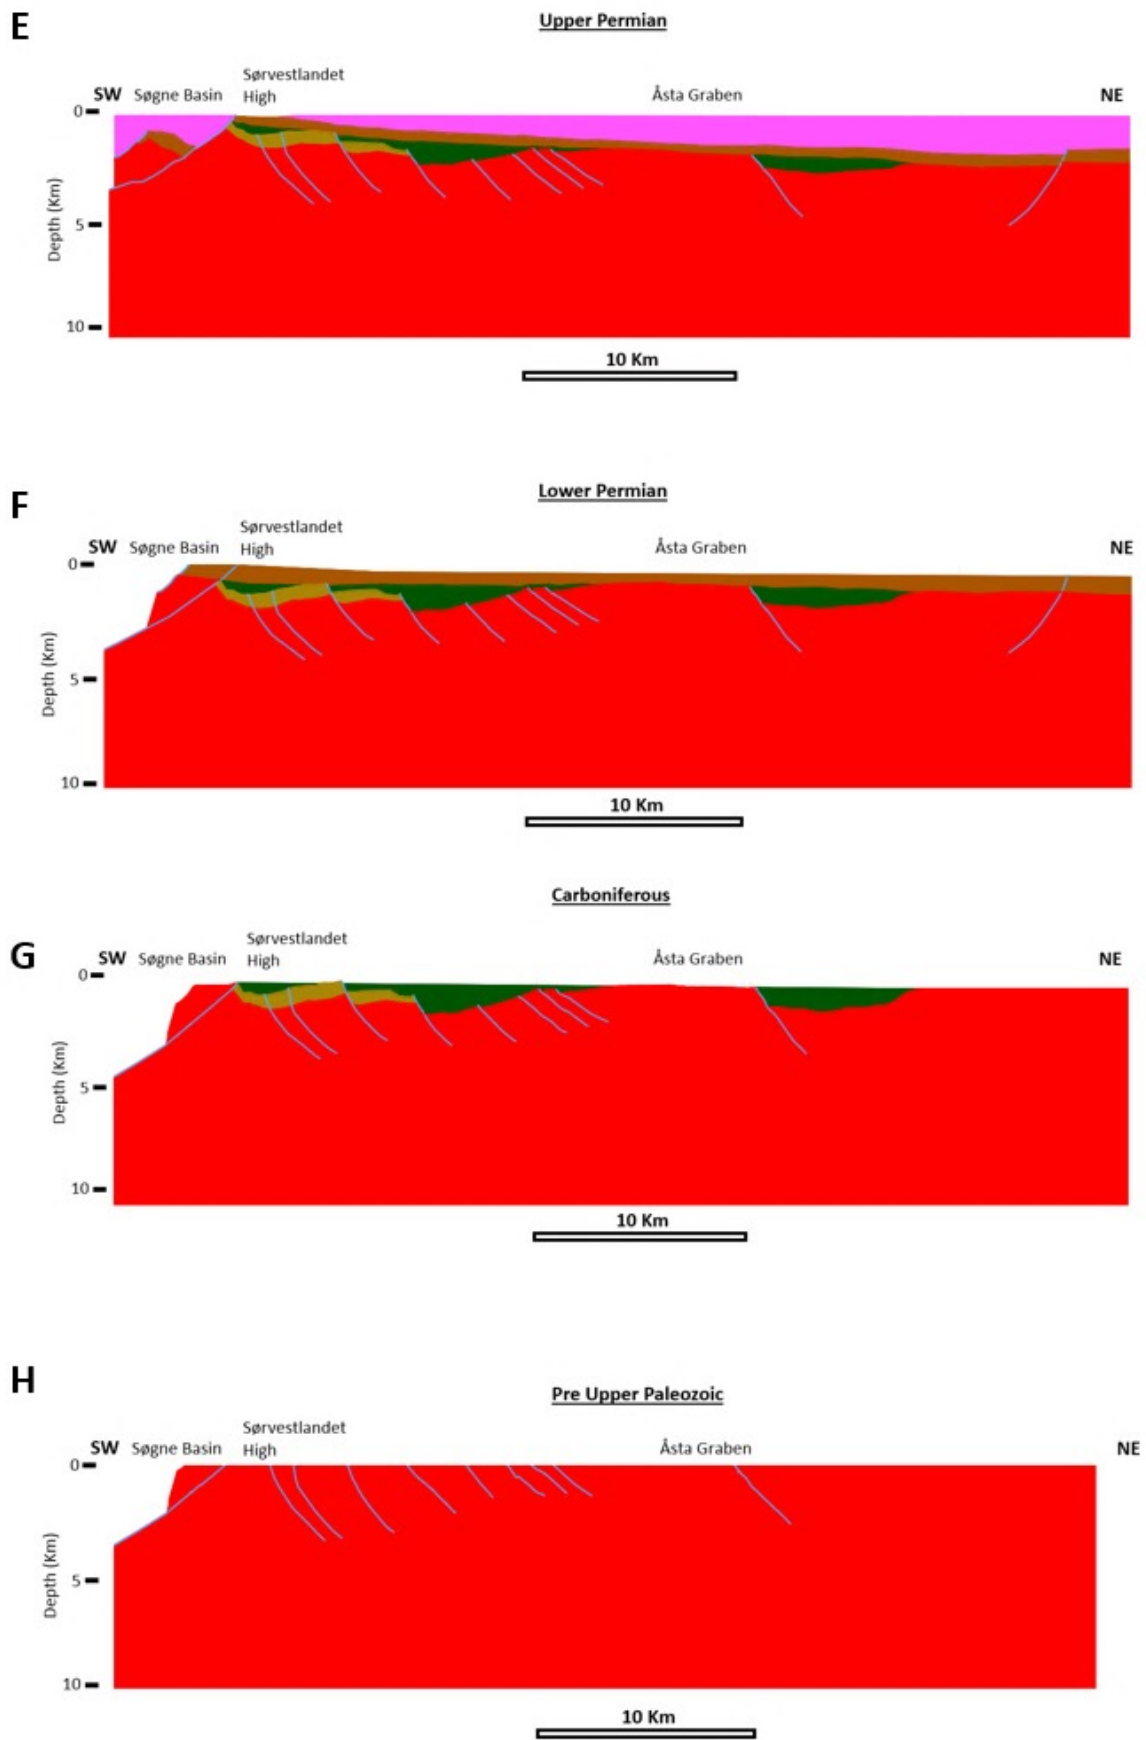 E
Upper Permian
Sørvestlandet
SW Søgne Basin High Åsta Graben NE
0
5
10
Depth (Km)
10 Km
F
Lower Permian
Sørvestlandet
SW Søgne Basin High Åsta Graben NE
0
5
10
Depth (Km)
10 Km
Carboniferous
G
Sørvestlandet
SW Søgne Basin High Åsta Graben NE
0
5
10
Depth (Km)
10 Km
H
Pre Upper Paleozoic
Sørvestlandet
SW Søgne Basin High Åsta Graben NE
0
5
10
Depth (Km)
10 Km